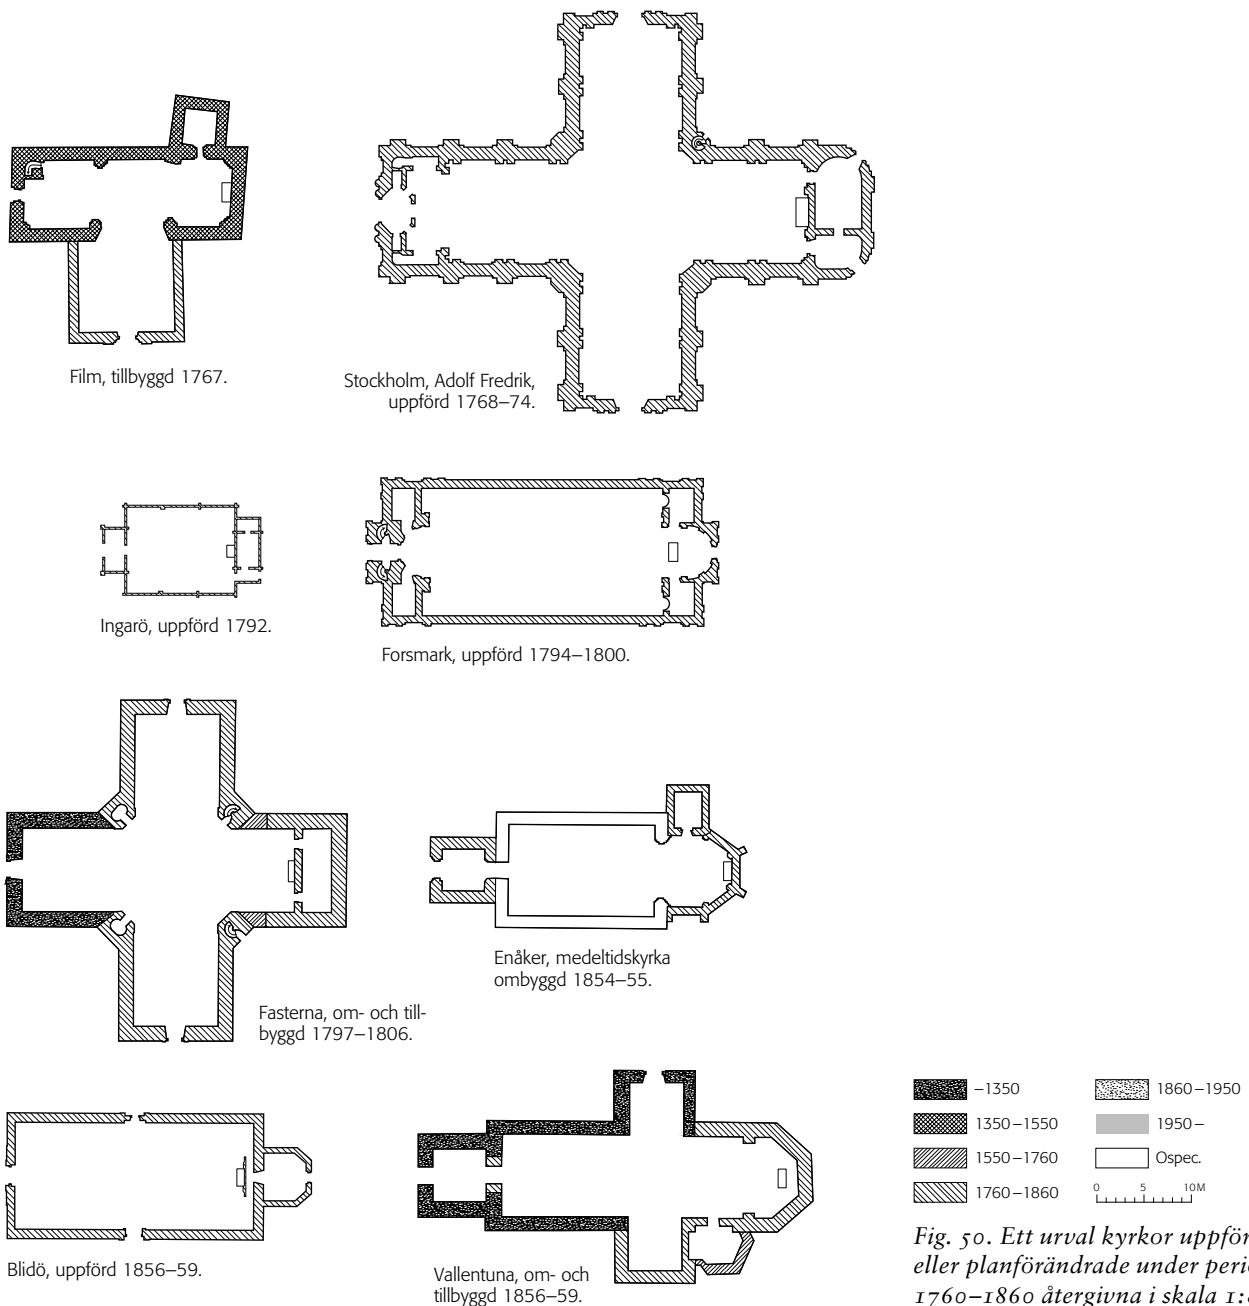 Film, tillbyggd 1767.
Stockholm, Adolf Fredrik,
uppförd 1768–74.
Ingarö, uppförd 1792.
Forsmark, uppförd 1794–1800.
Fasterna, om- och till-
byggd 1797–1806.
Enåker, medeltidskyrka
ombyggd 1854–55.
Blidö, uppförd 1856–59.
Vallentuna, om- och
tillbyggd 1856–59.
–1350
1350–1550
1550–1760
1760–1860
1860–1950
1950–
Ospec.
0 5 10M
Fig. 50. Ett urval kyrkor
eller planförändrade under
1760–1860 återgivna i skala